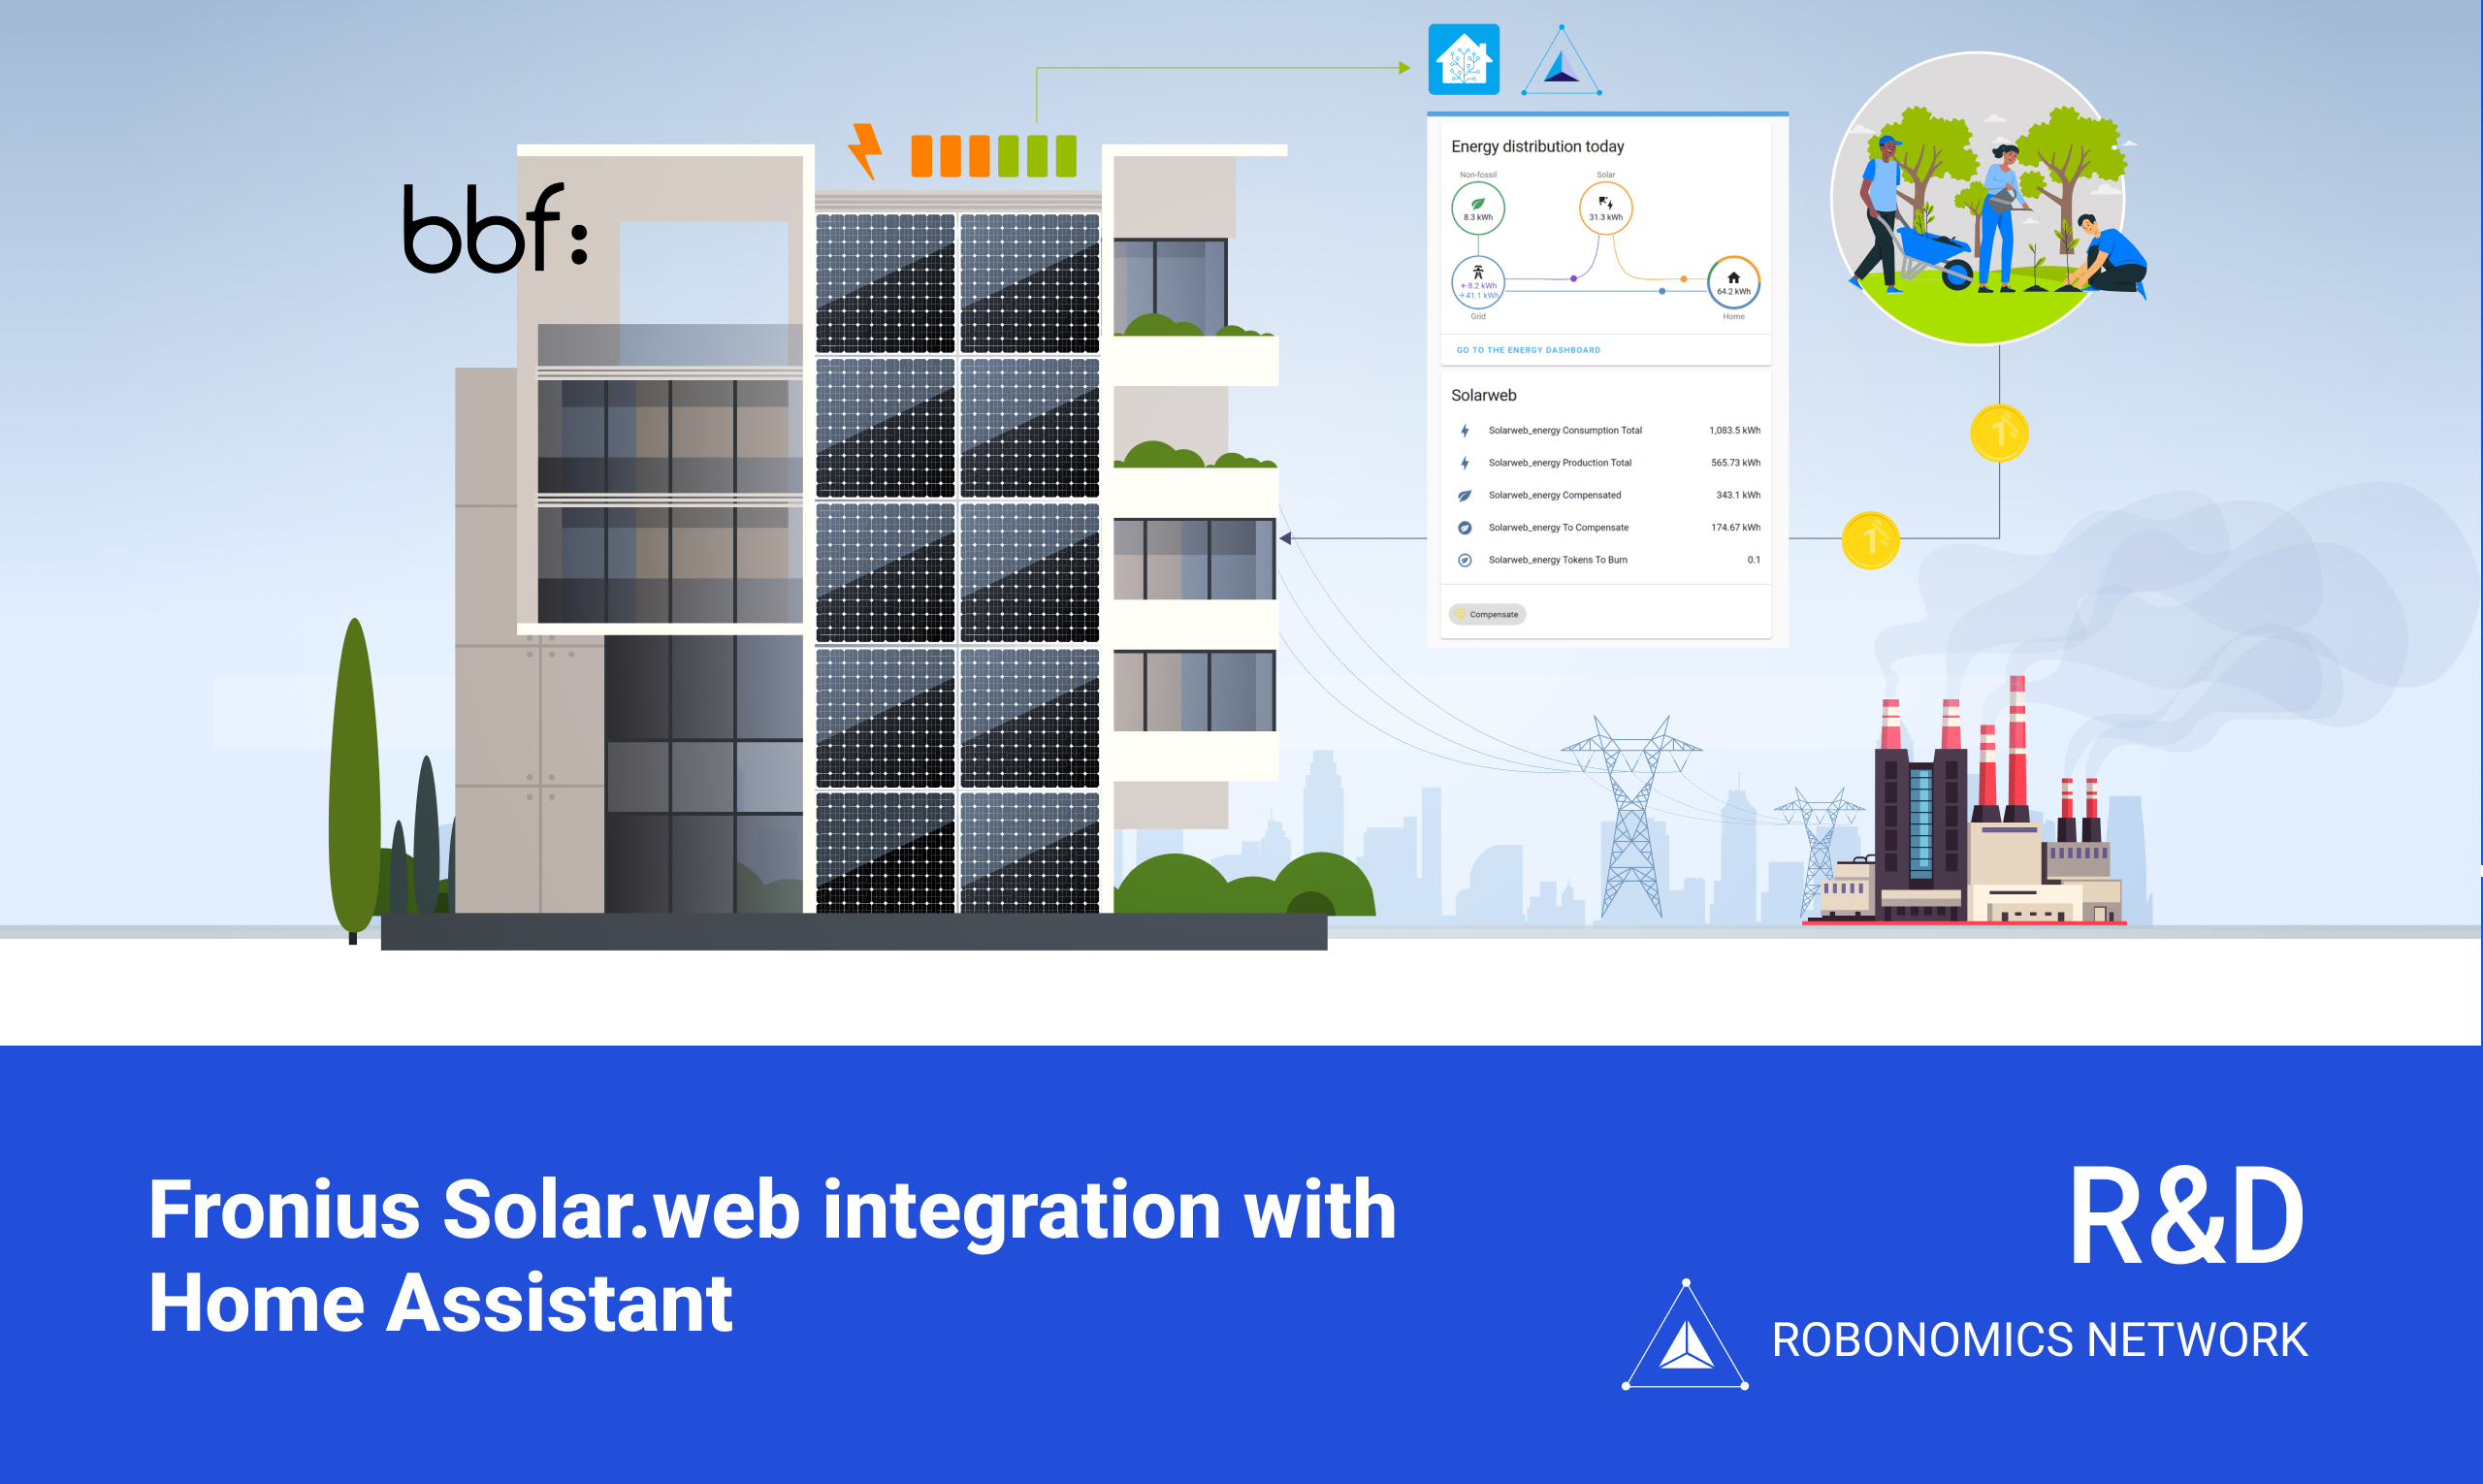 bbf:
Energy distribution today
Non-fossil
Solar
8.3 kWh
31.3 kWh
←8.2 kWh
→41.1 kWh
64.2 kWh
Grid
Home
GO TO THE ENERGY DASHBOARD
Solarweb
Solarweb_energy Consumption Total 1,083.5 kWh
Solarweb_energy Production Total 565.73 kWh
Solarweb_energy Compensated 343.1 kWh
Solarweb_energy To Compensate 174.67 kWh
Solarweb_energy Tokens To Burn 0.1
Compensate
Fronius Solar.web integration with
Home Assistant
R&D
ROBONOMICS NETWORK